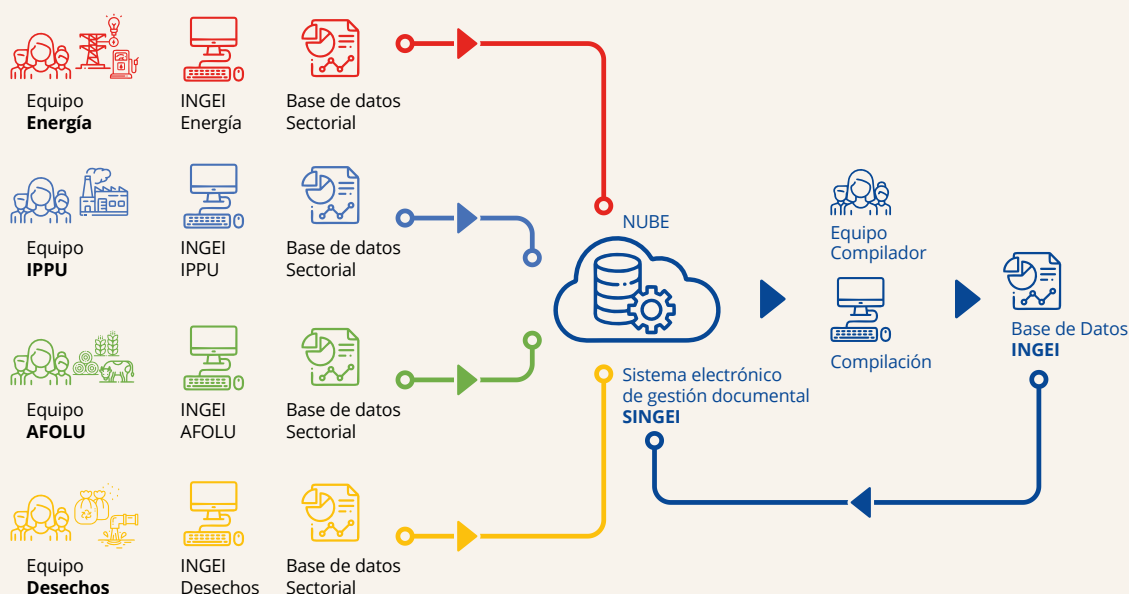 Equipo
Energía
INGEI
Energía
Base de datos
Sectorial
Equipo
IPPU
INGEI
IPPU
Base de datos
Sectorial
Equipo
AFOLU
INGEI
AFOLU
Base de datos
Sectorial
Equipo
Desechos
INGEI
Desechos
Base de datos
Sectorial
NUBE
Sistema electrónico
de gestión documental
SINGEI
Equipo
Compilador
Compilación
Base de Datos
INGEI